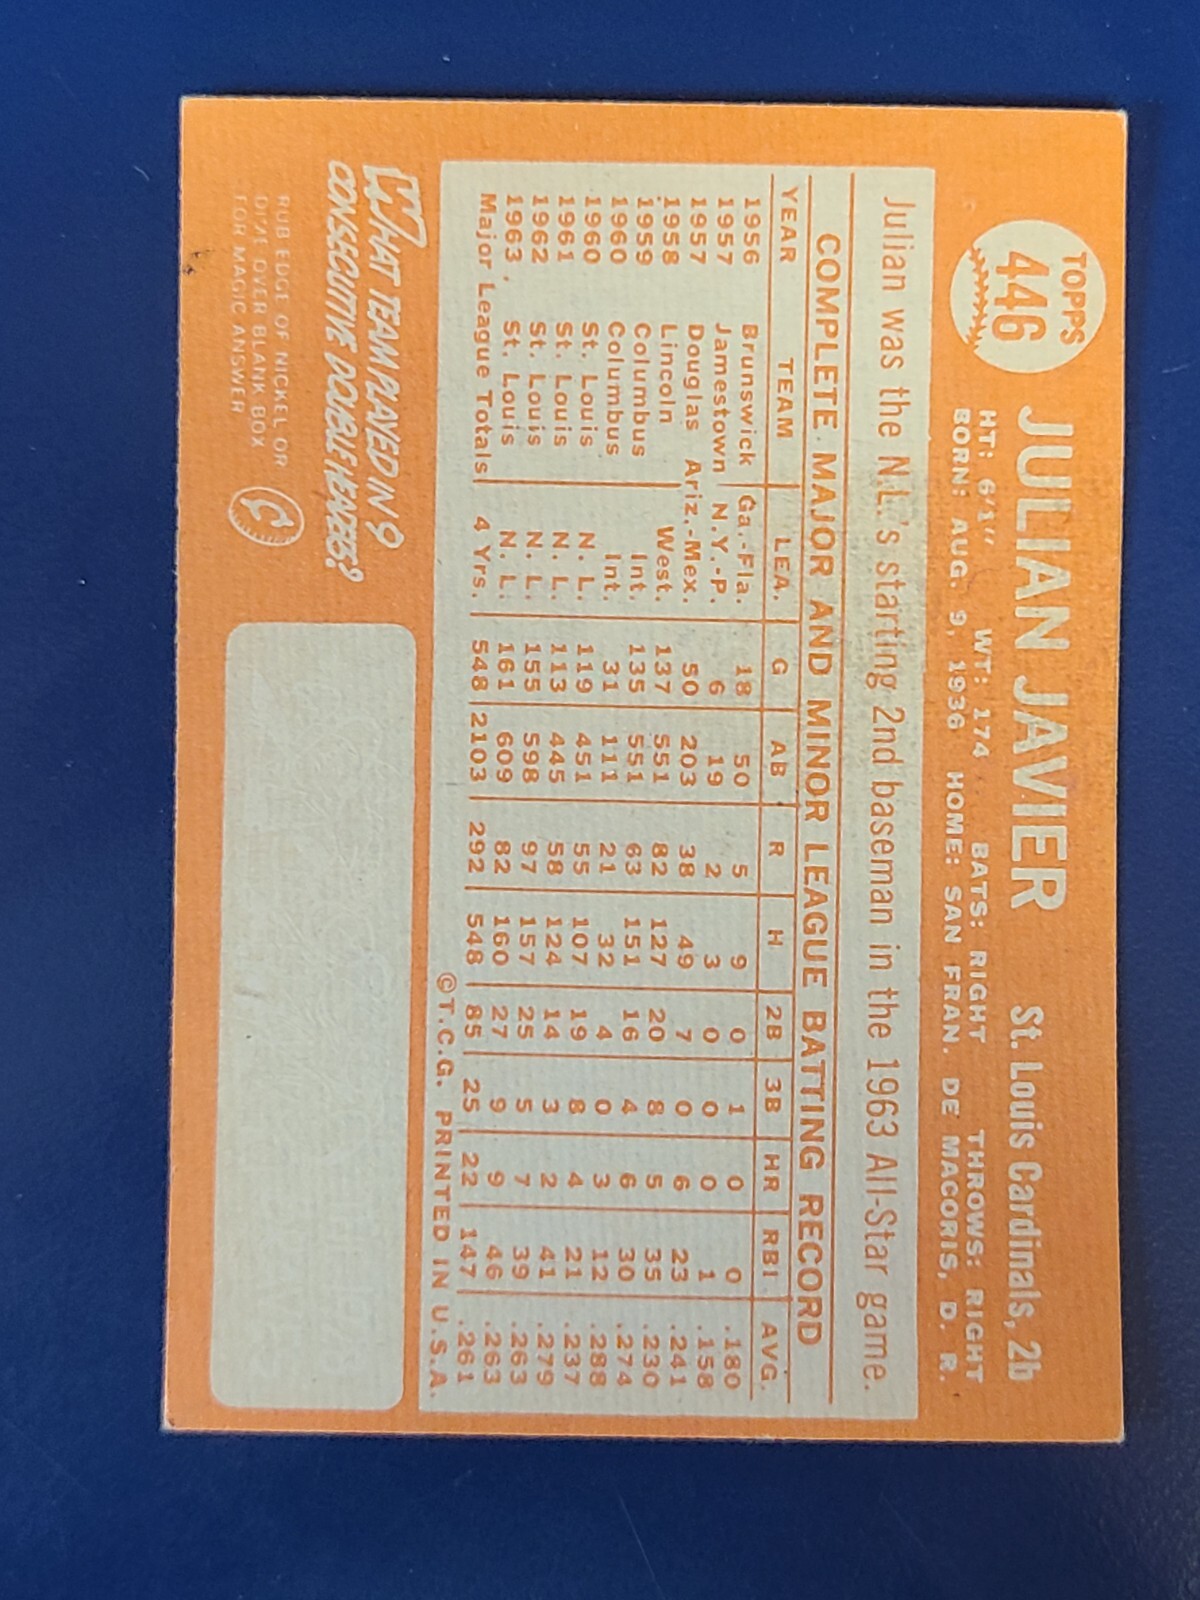 TOPPS
446
JULIAN JAVIER St. Louis Cardinals, 2b
HT: 6'1" WT: 174 BATS: RIGHT THROWS: RIGHT
BORN: AUG. 9, 1936 HOME: SAN FRAN. DE MACORIS, D. R.
Julian was the N.L.'s starting 2nd baseman in the 1963 All-Star game.
COMPLETE MAJOR AND MINOR LEAGUE BATTING RECORD
YEAR TEAM LEA. G AB R H 2B 3B HR RBI AVG.
1956 Brunswick Ga.-Fla. 18 50 5 9 0 1 0 0 .180
1957 Jamestown N.Y.-P. 6 19 2 3 0 0 0 1 .158
1957 Douglas Ariz.-Mex. 50 203 38 49 7 0 6 23 .241
1958 Lincoln West. 137 551 82 127 20 8 5 35 .230
1959 Columbus Int. 135 551 63 151 16 4 6 30 .274
1960 Columbus Int. 31 111 21 32 4 0 3 12 .288
1960 St. Louis N. L. 119 451 55 107 19 8 4 21 .237
1961 St. Louis N. L. 113 445 58 124 14 3 2 41 .279
1962 St. Louis N. L. 155 598 97 157 25 5 7 39 .263
1963 St. Louis N. L. 161 609 82 160 27 9 9 46 .263
Major League Totals 4 Yrs. 548 2103 292 548 85 25 22 147 .261
©T.C.G. PRINTED IN U.S.A.
WHAT TEAM PLAYED IN 9
CONSECUTIVE DOUBLEHEADERS?
RUB EDGE OF NICKEL OR
DIME OVER BLANK BOX
FOR MAGIC ANSWER